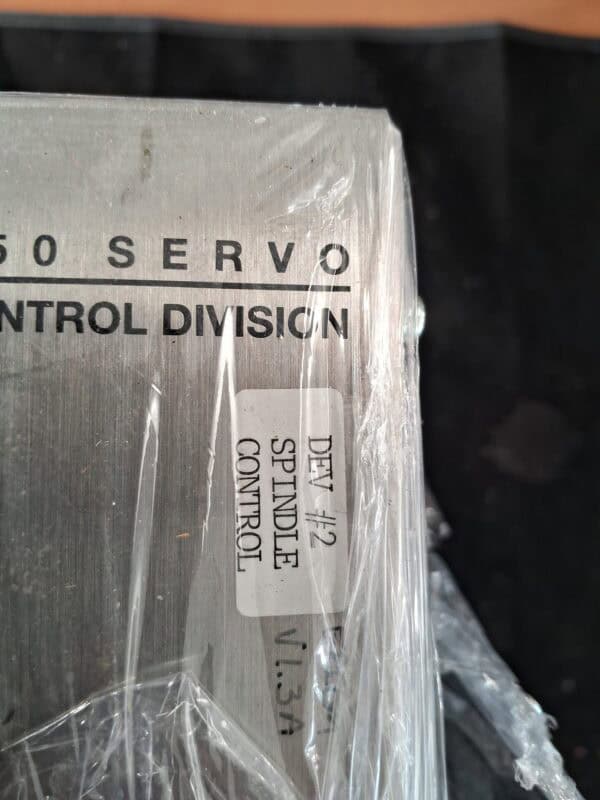 50 SERVO
NTROL DIVISION
DEV #2
SPINDLE
CONTROL
V1.3A